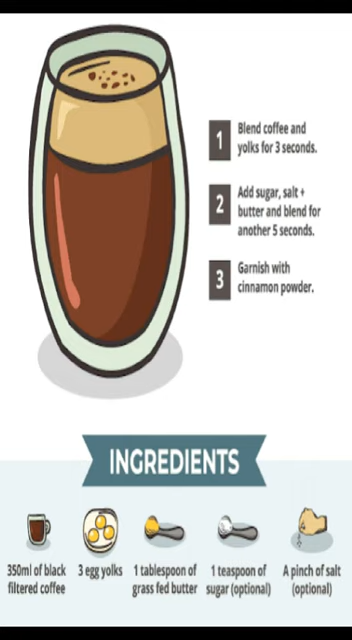 1
Blend coffee and
yolks for 3 seconds.
2
Add sugar, salt +
butter and blend for
another 5 seconds.
3
Garnish with
cinnamon powder.
INGREDIENTS
350ml of black
filtered coffee
3 egg yolks
1 tablespoon of
grass fed butter
1 teaspoon of
sugar (optional)
A pinch of salt
(optional)